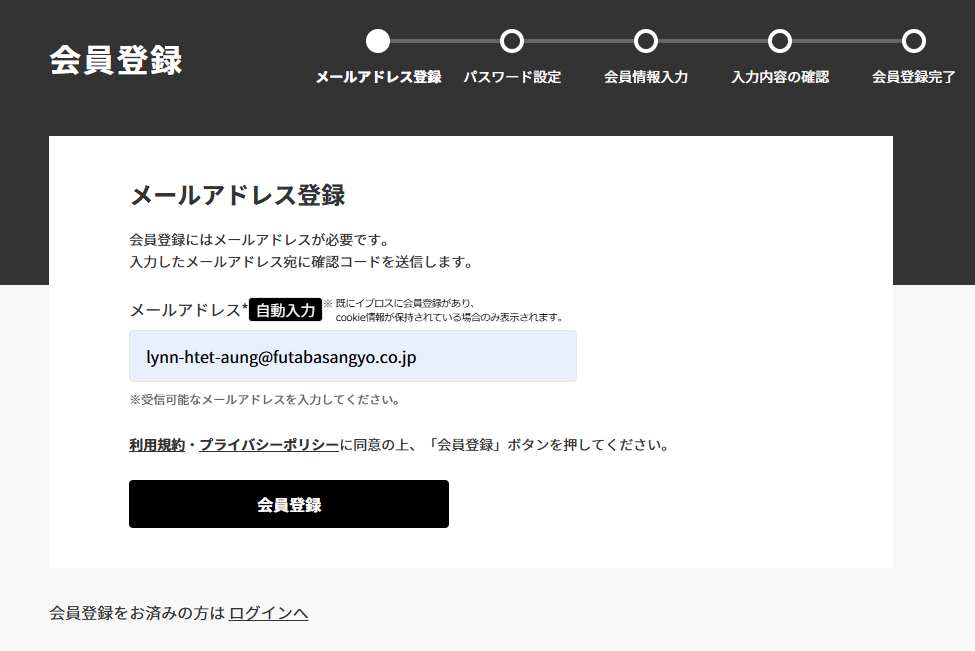 会員登録
メールアドレス登録
パスワード設定
会員情報入力
入力内容の確認
会員登録完了
メールアドレス登録
会員登録にはメールアドレスが必要です。
入力したメールアドレス宛に確認コードを送信します。
メールアドレス* 自動入力 ※ 既にイプロスに会員登録があり、
cookie情報が保持されている場合のみ表示されます。
lynn-htet-aung@futabasangyo.co.jp
※受信可能なメールアドレスを入力してください。
利用規約・プライバシーポリシーに同意の上、「会員登録」ボタンを押してください。
会員登録
会員登録をお済みの方は ログインへ